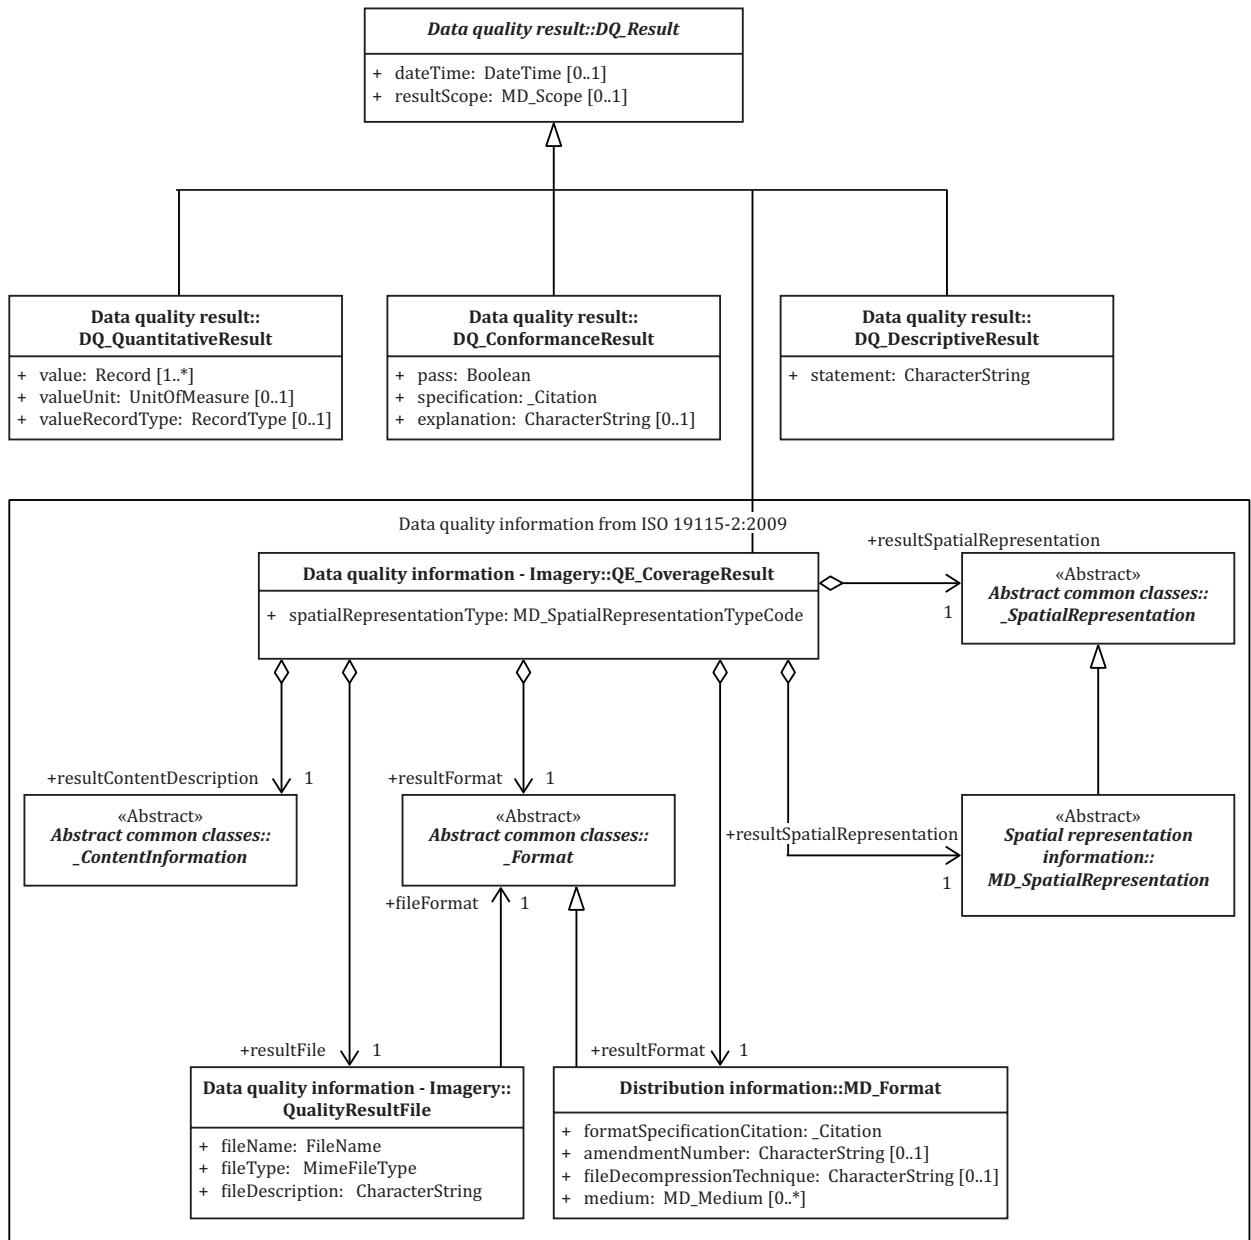 Data quality result::DQ_Result
+ dateTime: DateTime [0..1]
+ resultScope: MD_Scope [0..1]
Data quality result::
DQ_QuantitativeResult
+ value: Record [1..*]
+ valueUnit: UnitOfMeasure [0..1]
+ valueRecordType: RecordType [0..1]
Data quality result::
DQ_ConformanceResult
+ pass: Boolean
+ specification: _Citation
+ explanation: CharacterString [0..1]
Data quality result::
DQ_DescriptiveResult
+ statement: CharacterString
Data quality information from ISO 19115-2:2009
Data quality information - Imagery::QE_CoverageResult
+ spatialRepresentationType: MD_SpatialRepresentationTypeCode
+resultSpatialRepresentation
1
«Abstract»
Abstract common classes::
_SpatialRepresentation
+resultContentDescription
1
«Abstract»
Abstract common classes::
_ContentInformation
+resultFormat
1
«Abstract»
Abstract common classes::
_Format
+resultSpatialRepresentation
1
«Abstract»
Spatial representation
information::
MD_SpatialRepresentation
+fileFormat
1
+resultFile
1
Data quality information - Imagery::
QualityResultFile
+ fileName: FileName
+ fileType: MimeFileType
+ fileDescription: CharacterString
+resultFormat
1
Distribution information::MD_Format
+ formatSpecificationCitation: _Citation
+ amendmentNumber: CharacterString [0..1]
+ fileDecompressionTechnique: CharacterString [0..1]
+ medium: MD_Medium [0..*]